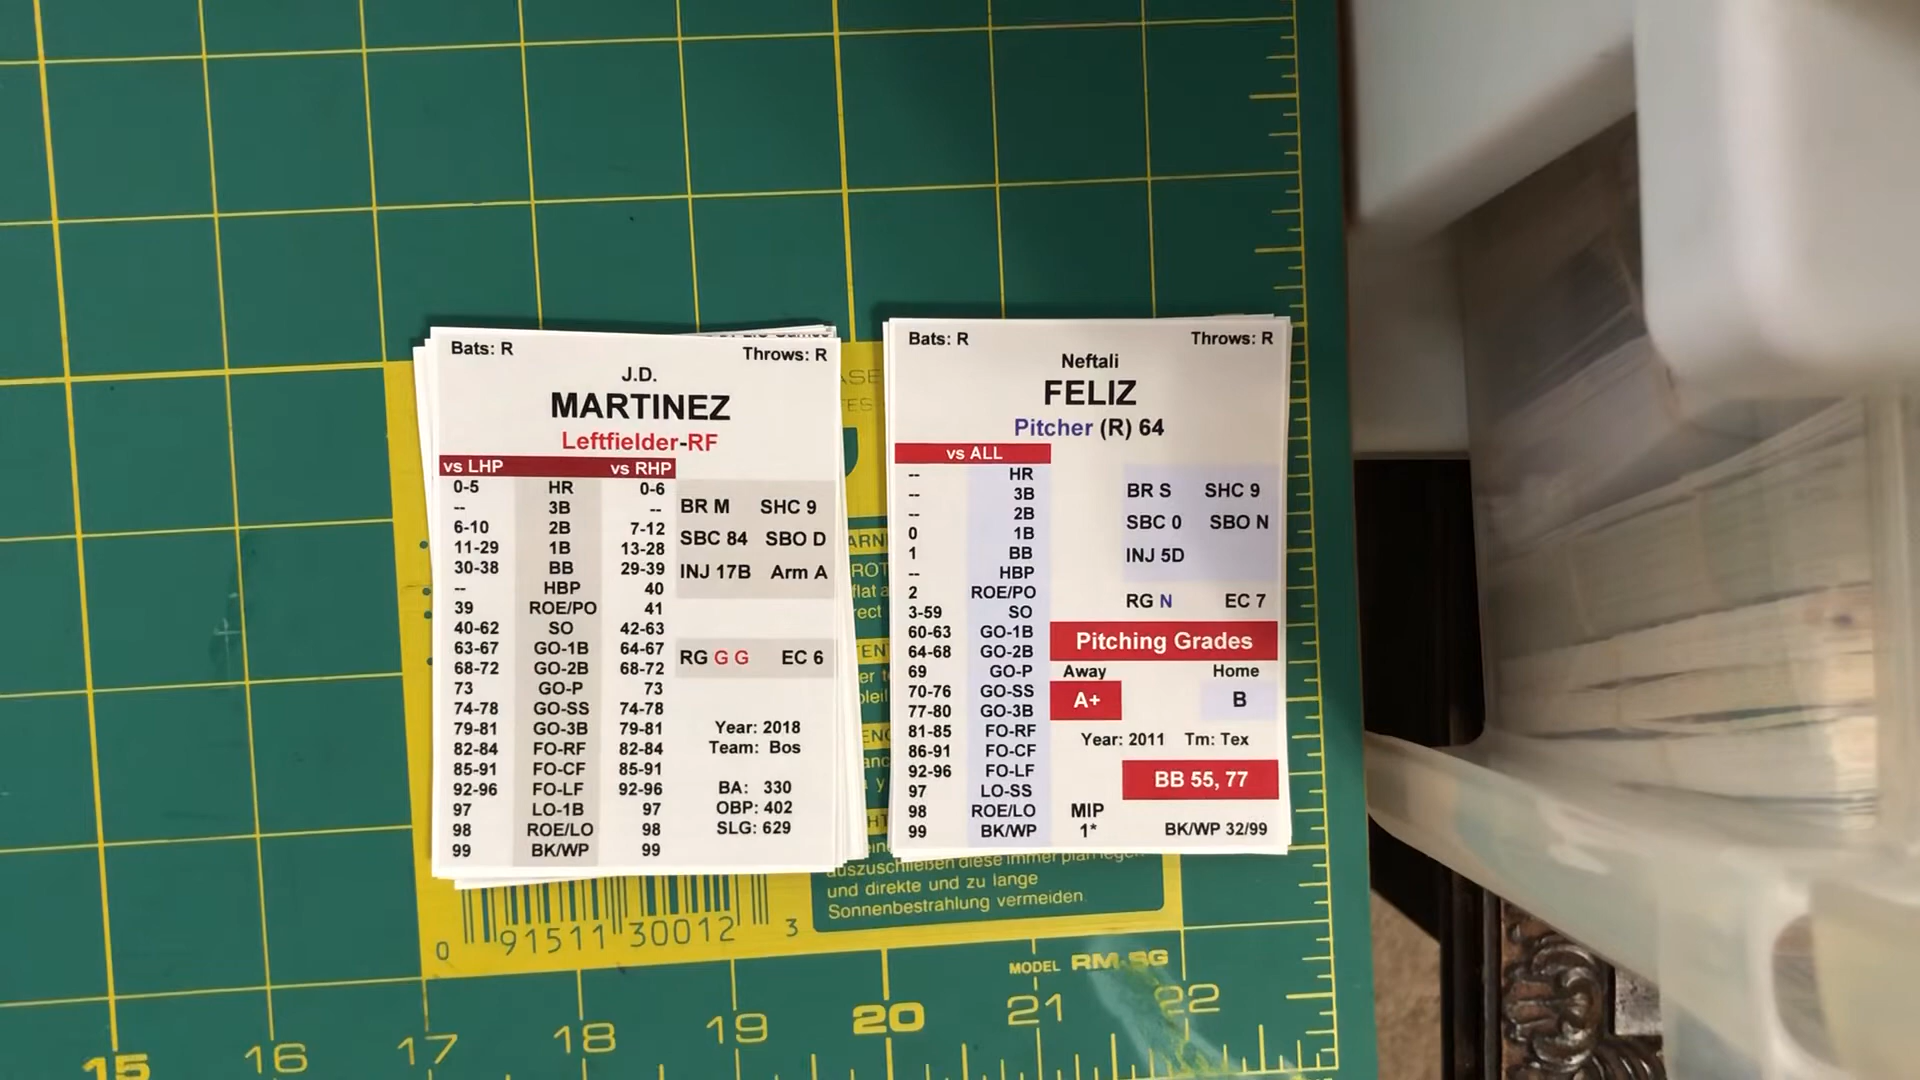 Bats: R Throws: R
J.D.
MARTINEZ
Leftfielder-RF
vs LHP vs RHP
0-5 HR 0-6
-- 3B --
6-10 2B 7-12
11-29 1B 13-28
30-38 BB 29-39
-- HBP 40
39 ROE/PO 41
40-62 SO 42-63
63-67 GO-1B 64-67
68-72 GO-2B 68-72
73 GO-P 73
74-78 GO-SS 74-78
79-81 GO-3B 79-81
82-84 FO-RF 82-84
85-91 FO-CF 85-91
92-96 FO-LF 92-96
97 LO-1B 97
98 ROE/LO 98
99 BK/WP 99
BR M SHC 9
SBC 84 SBO D
INJ 17B Arm A
RG G G EC 6
Year: 2018
Team: Bos
BA: 330
OBP: 402
SLG: 629
Bats: R Throws: R
Neftali
FELIZ
Pitcher (R) 64
vs ALL
-- HR
-- 3B
-- 2B
0 1B
1 BB
-- HBP
2 ROE/PO
3-59 SO
60-63 GO-1B
64-68 GO-2B
69 GO-P
70-76 GO-SS
77-80 GO-3B
81-85 FO-RF
86-91 FO-CF
92-96 FO-LF
97 LO-SS
98 ROE/LO
99 BK/WP
BR S SHC 9
SBC 0 SBO N
INJ 5D
RG N EC 7
Pitching Grades
Away Home
A+ B
Year: 2011 Tm: Tex
BB 55, 77
MIP
1* BK/WP 32/99
auszuschließen diese immer plan
und direkte und zu lange
Sonnenbestrahlung vermeiden.
0 91511 30012 3
MODEL RM-SG
15 16 17 18 19 20 21 22